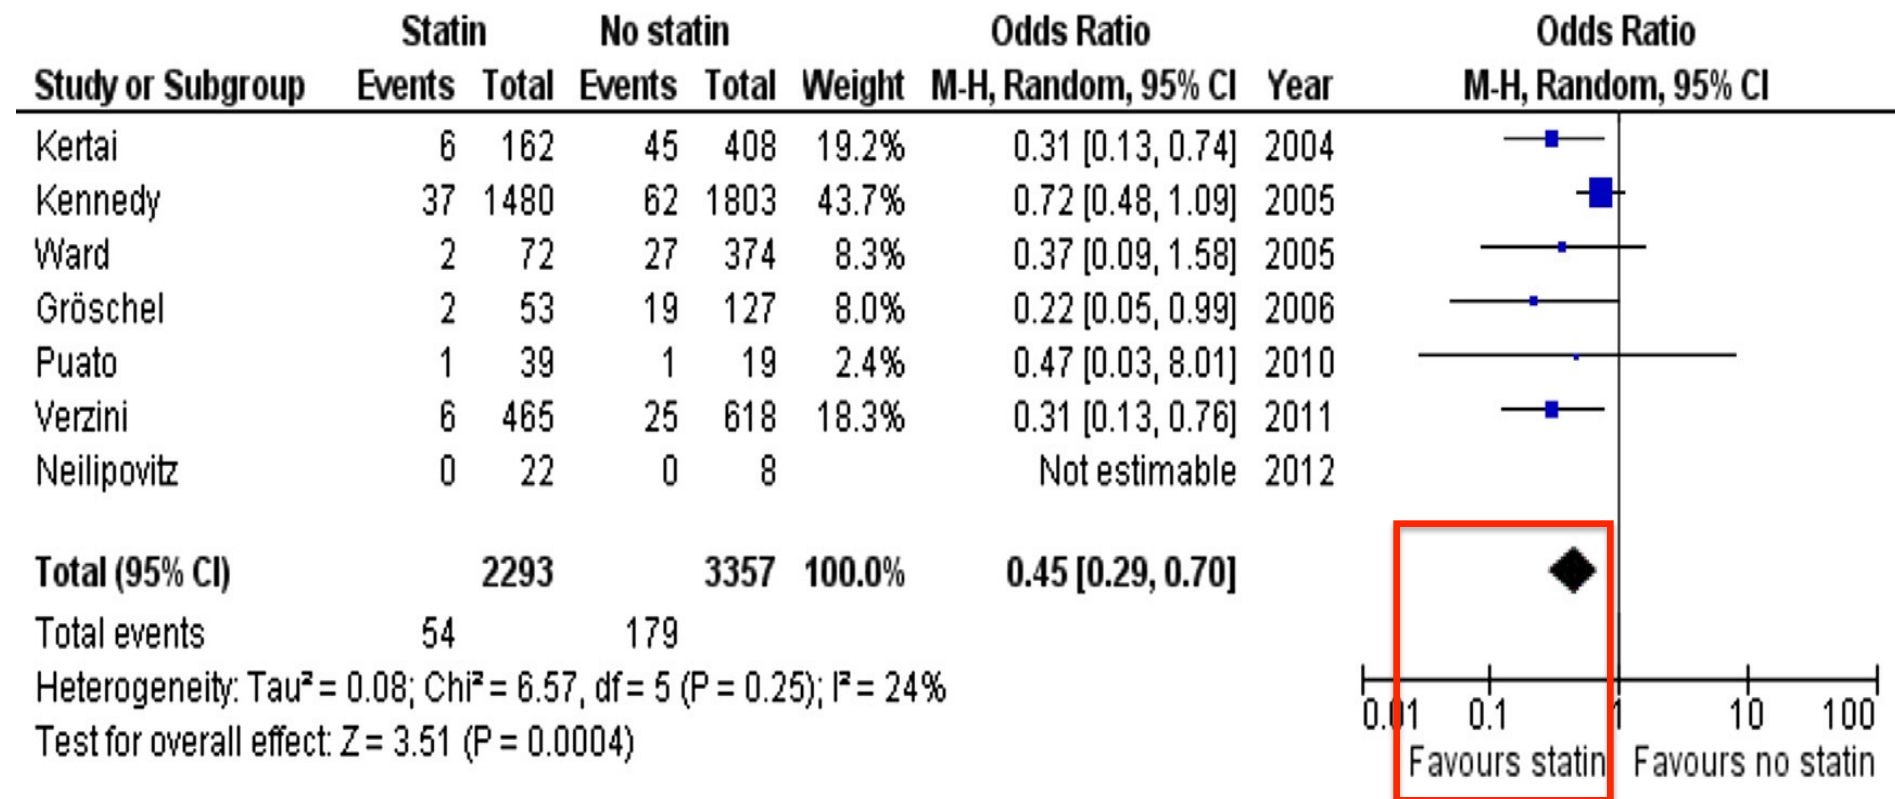 Statin No statin Odds Ratio Odds Ratio
Study or Subgroup Events Total Events Total Weight M-H, Random, 95% CI Year M-H, Random, 95% CI
Kertai 6 162 45 408 19.2% 0.31 [0.13, 0.74] 2004
Kennedy 37 1480 62 1803 43.7% 0.72 [0.48, 1.09] 2005
Ward 2 72 27 374 8.3% 0.37 [0.09, 1.58] 2005
Gröschel 2 53 19 127 8.0% 0.22 [0.05, 0.99] 2006
Puato 1 39 1 19 2.4% 0.47 [0.03, 8.01] 2010
Verzini 6 465 25 618 18.3% 0.31 [0.13, 0.76] 2011
Neilipovitz 0 22 0 8 Not estimable 2012
Total (95% CI) 2293 3357 100.0% 0.45 [0.29, 0.70]
Total events 54 179
Heterogeneity: Tau² = 0.08; Chi² = 6.57, df = 5 (P = 0.25); I² = 24%
Test for overall effect: Z = 3.51 (P = 0.0004)
0.01 0.1 1 10 100
Favours statin Favours no statin